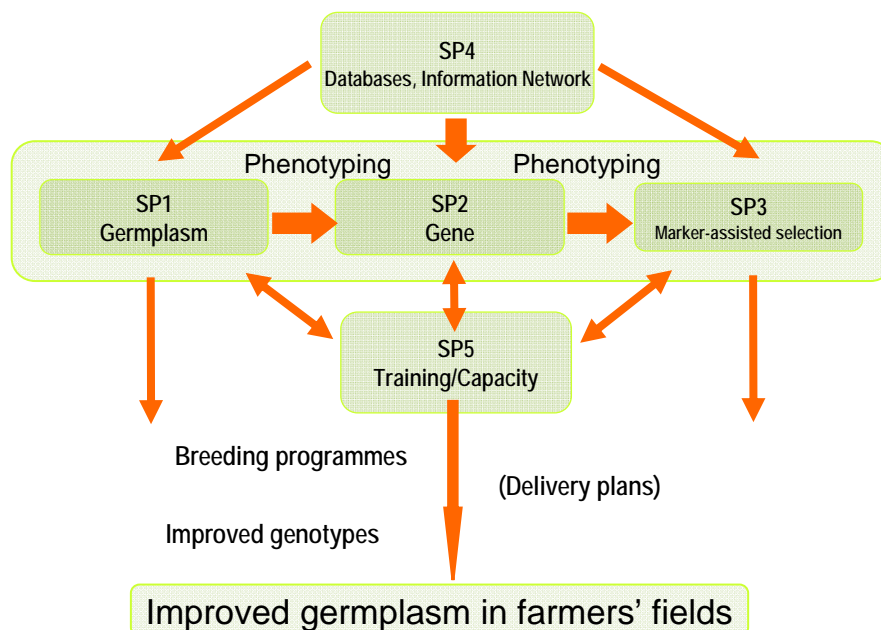 SP4
Databases, Information Network
Phenotyping
Phenotyping
SP1
Germplasm
SP2
Gene
SP3
Marker-assisted selection
SP5
Training/Capacity
Breeding programmes
(Delivery plans)
Improved genotypes
Improved germplasm in farmers’ fields